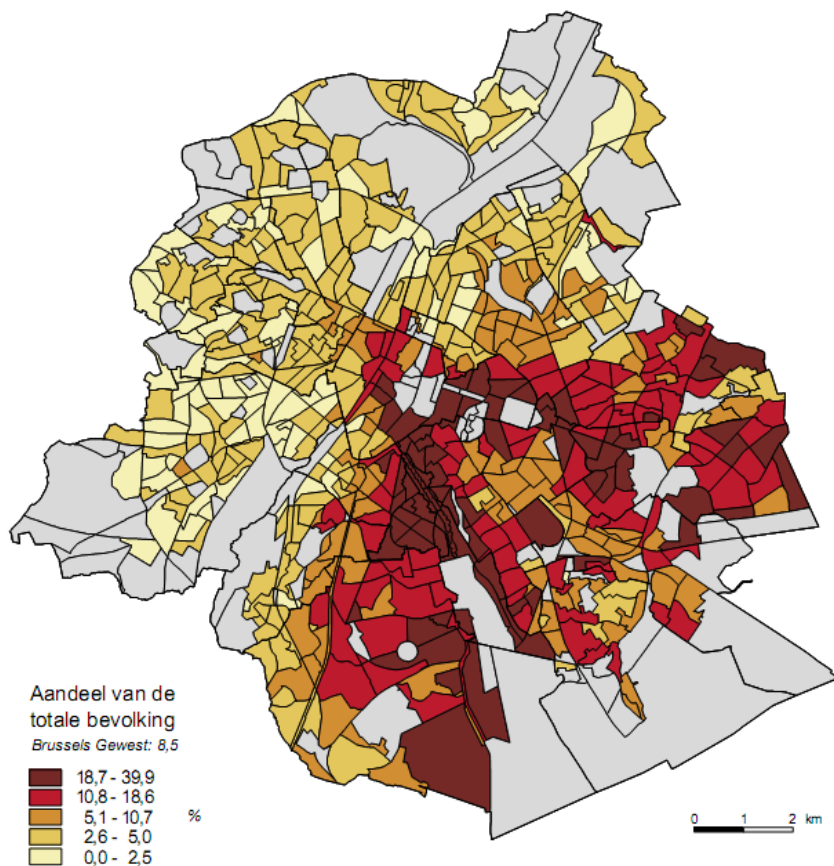 Aandeel van de
totale bevolking
Brussels Gewest: 8,5
18,7 - 39,9
10,8 - 18,6
5,1 - 10,7 %
2,6 - 5,0
0,0 - 2,5
0 1 2 km